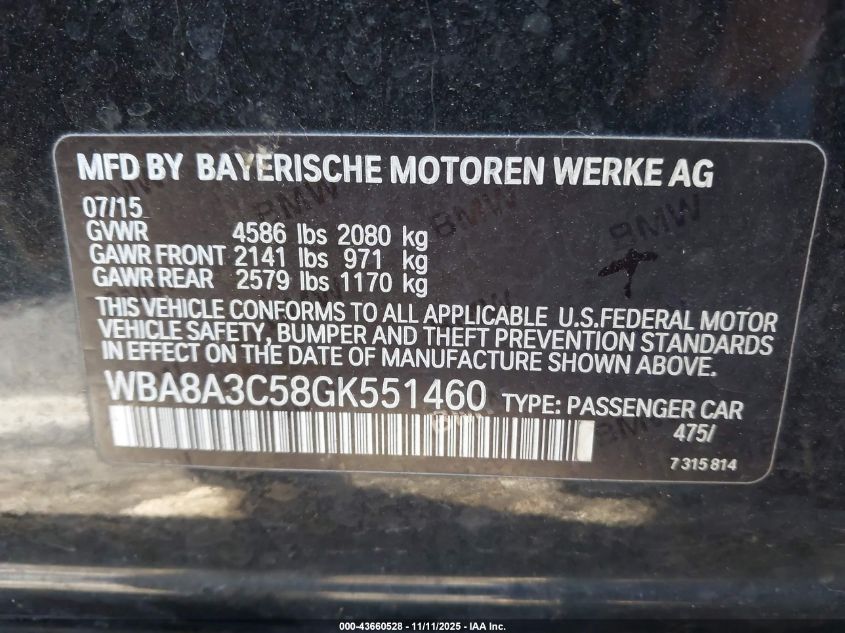 MFD BY BAYERISCHE MOTOREN WERKE AG
07/15
GVWR 4586 lbs 2080 kg
GAWR FRONT 2141 lbs 971 kg
GAWR REAR 2579 lbs 1170 kg
THIS VEHICLE CONFORMS TO ALL APPLICABLE U.S.FEDERAL MOTOR
VEHICLE SAFETY, BUMPER AND THEFT PREVENTION STANDARDS
IN EFFECT ON THE DATE OF MANUFACTURE SHOWN ABOVE.
WBA8A3C58GK551460 TYPE: PASSENGER CAR
475/
7 315 814
BMW
BMW
BMW
000-43660528 - 11/11/2025 - IAA Inc.